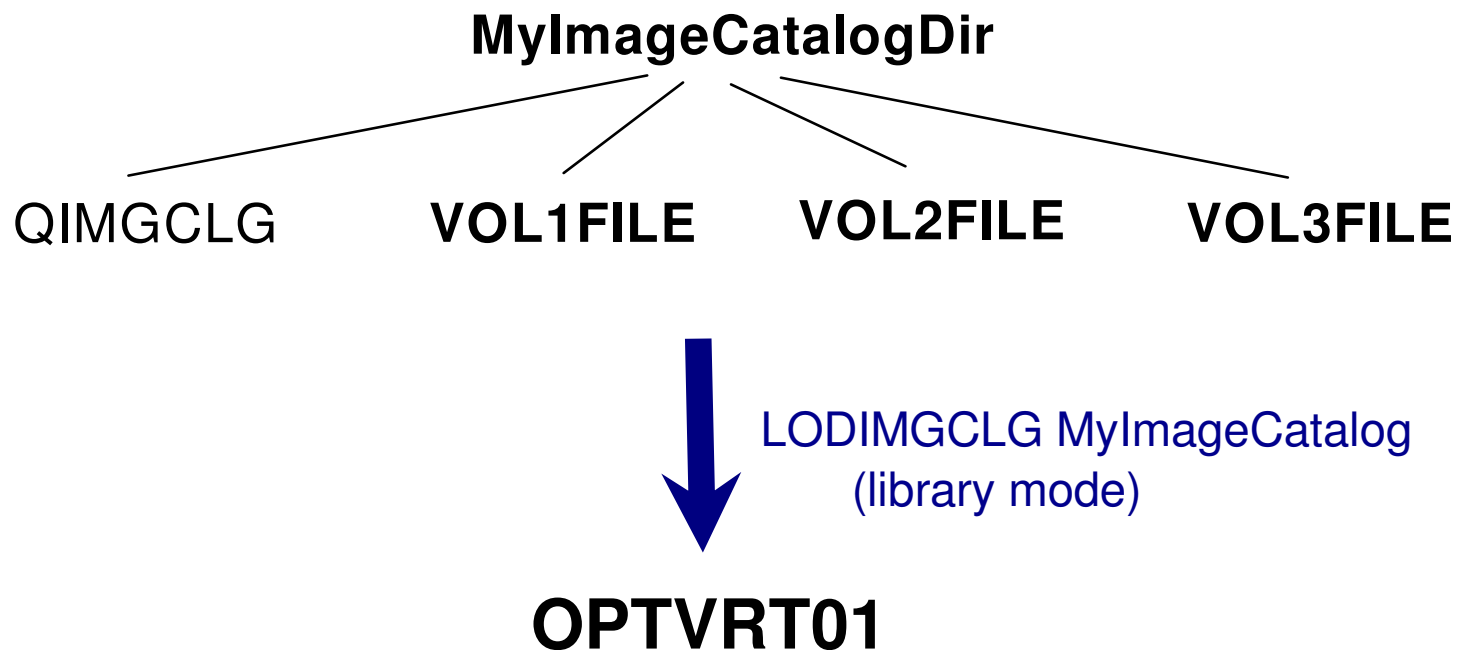 MyImageCatalogDir
QIMGCLG VOL1FILE VOL2FILE VOL3FILE
LODIMGCLG MyImageCatalog
(library mode)
OPTVRT01